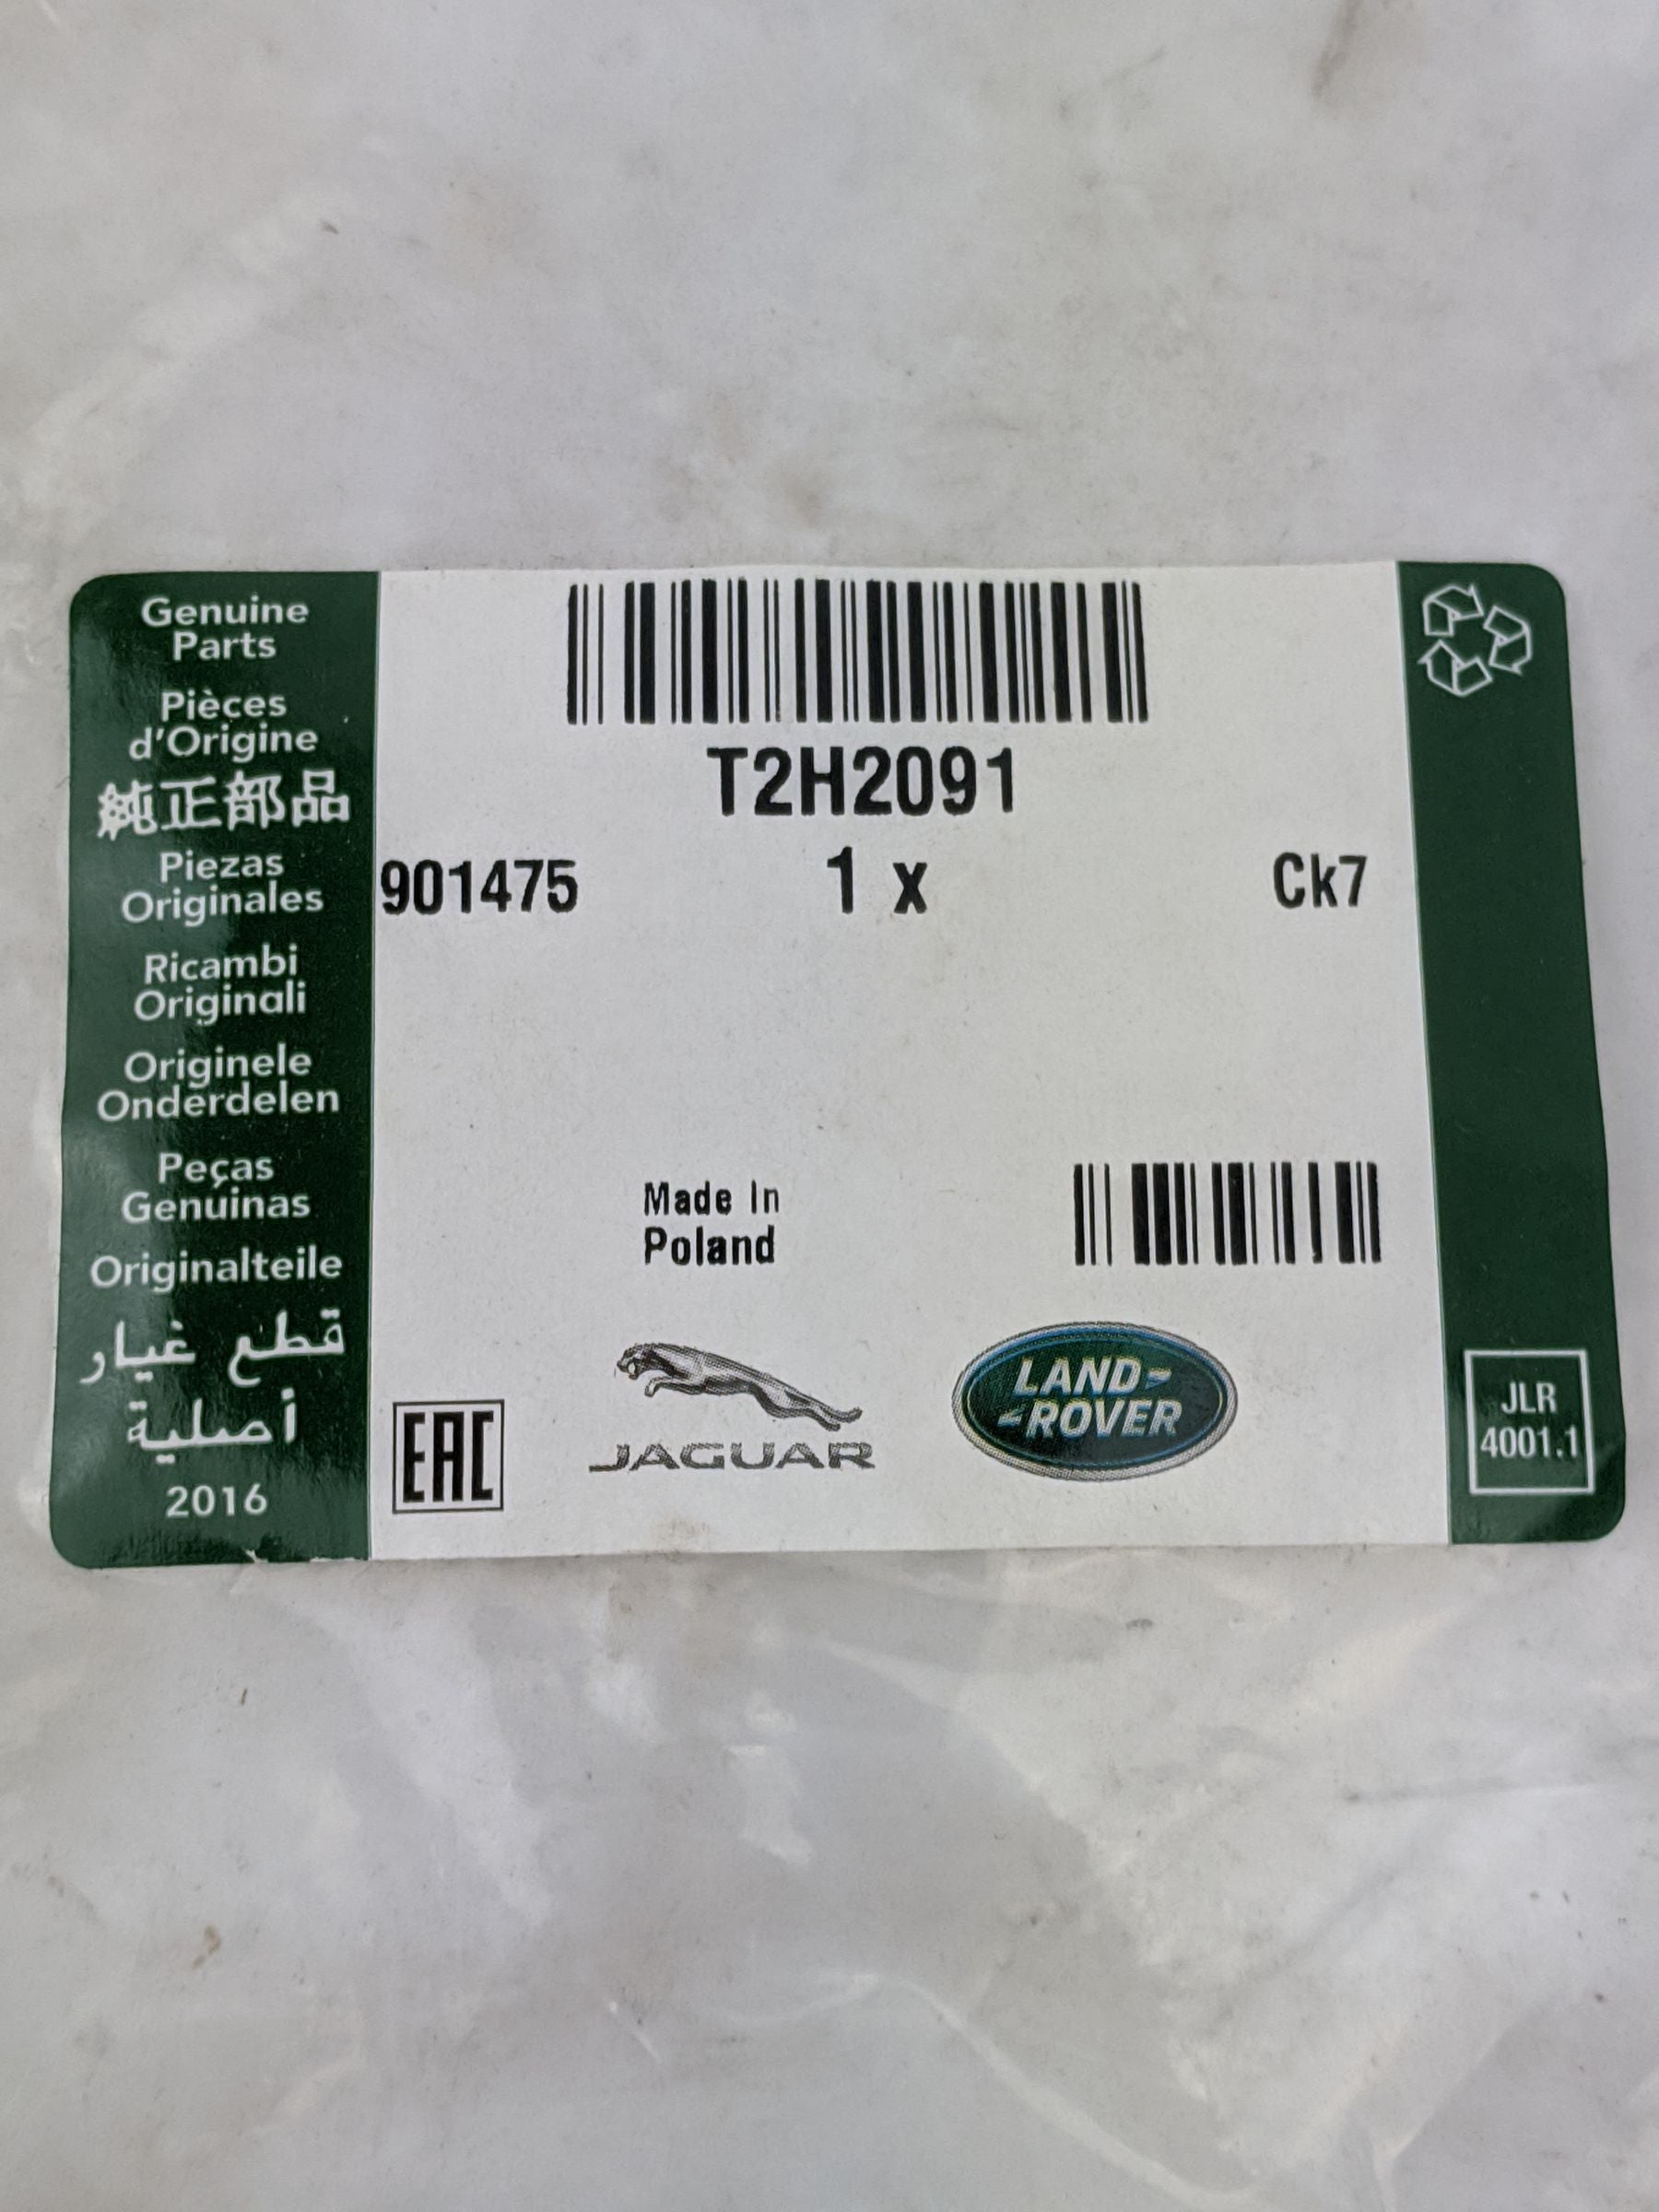 Genuine
Parts
Pièces
d'Origine
純正部品
Piezas
Originales
Ricambi
Originali
Originele
Onderdelen
Peças
Genuinas
Originalteile
قطع غيار
أصلية
2016
T2H2091
901475 1 x Ck7
Made In
Poland
EAC
JAGUAR
LAND-
-ROVER
JLR
4001.1